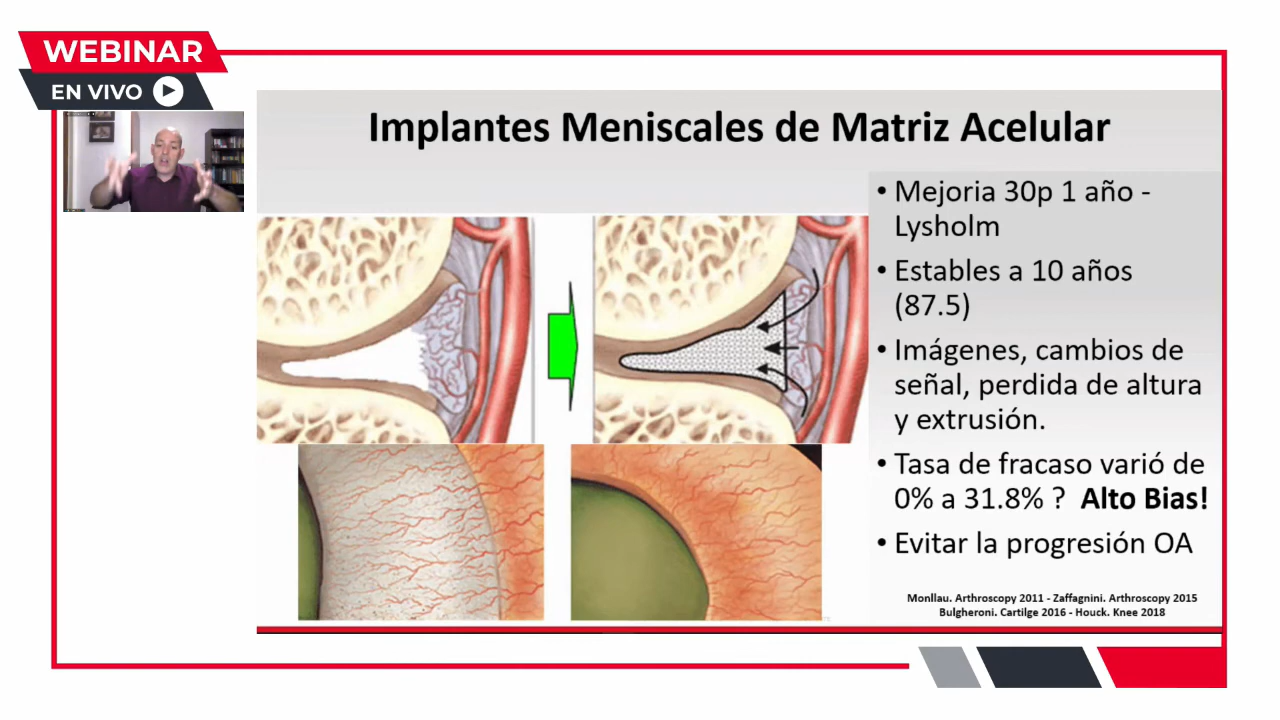 WEBINAR
EN VIVO
Implantes Meniscales de Matriz Acelular
• Mejoria 30p 1 año -
Lysholm
• Estables a 10 años
(87.5)
• Imágenes, cambios de
señal, perdida de altura
y extrusión.
• Tasa de fracaso varió de
0% a 31.8% ? Alto Bias!
• Evitar la progresión OA
Monllau. Arthroscopy 2011 - Zaffagnini. Arthroscopy 2015
Bulgheroni. Cartilge 2016 - Houck. Knee 2018